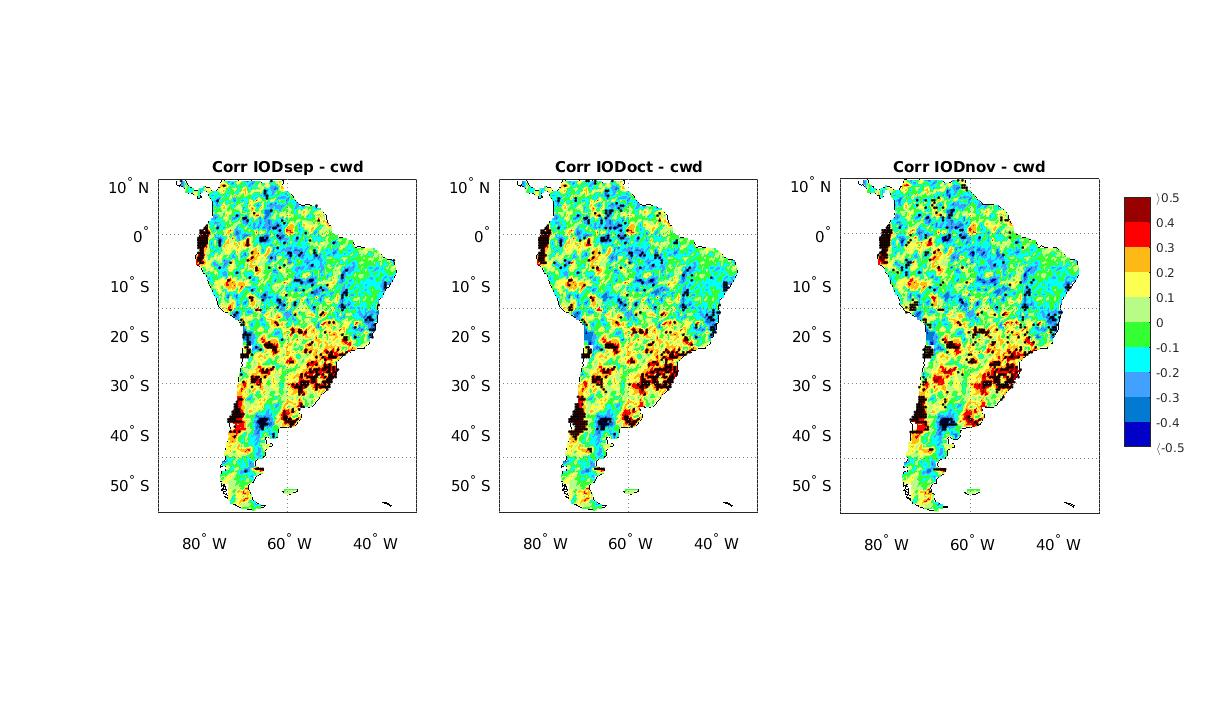 Corr IODsep - cwd
10° N
0°
10° S
20° S
30° S
40° S
50° S
80° W
60° W
40° W
Corr IODoct - cwd
10° N
0°
10° S
20° S
30° S
40° S
50° S
80° W
60° W
40° W
Corr IODnov - cwd
10° N
0°
10° S
20° S
30° S
40° S
50° S
80° W
60° W
40° W
⟩0.5
0.4
0.3
0.2
0.1
0
-0.1
-0.2
-0.3
-0.4
⟨-0.5